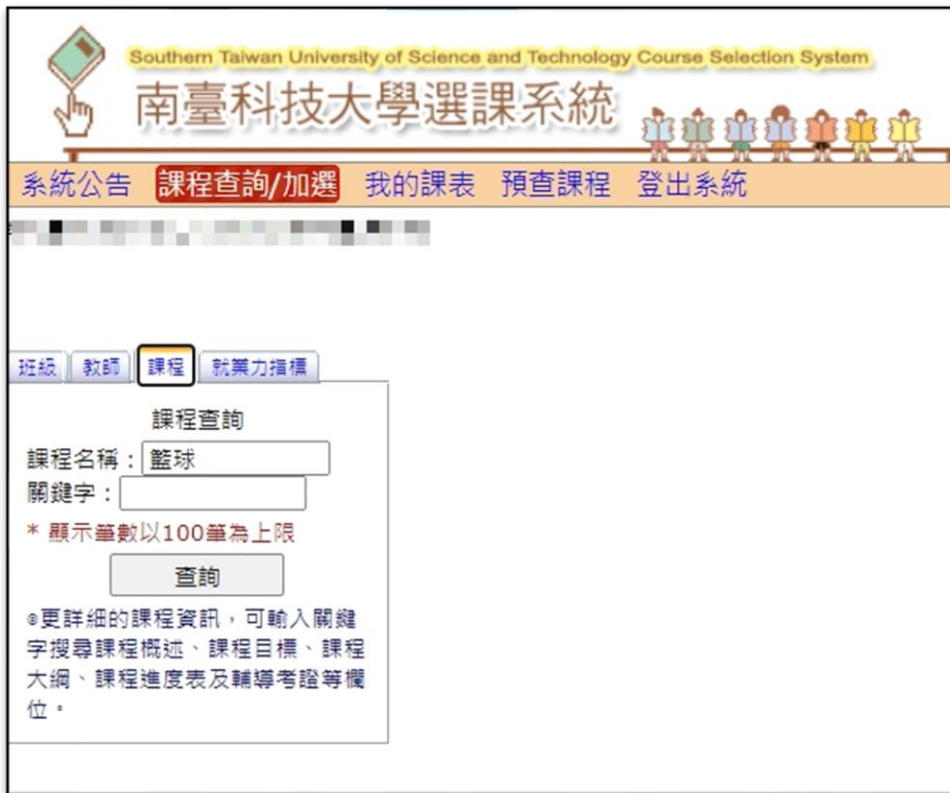 Southern Taiwan University of Science and Technology Course Selection System
南臺科技大學選課系統
系統公告 課程查詢/加選 我的課表 預查課程 登出系統
班級 教師 課程 就業力指標
課程查詢
課程名稱：籃球
關鍵字：
* 顯示筆數以100筆為上限
查詢
◎更詳細的課程資訊，可輸入關鍵
字搜尋課程概述、課程目標、課程
大綱、課程進度表及輔導考證等欄
位。